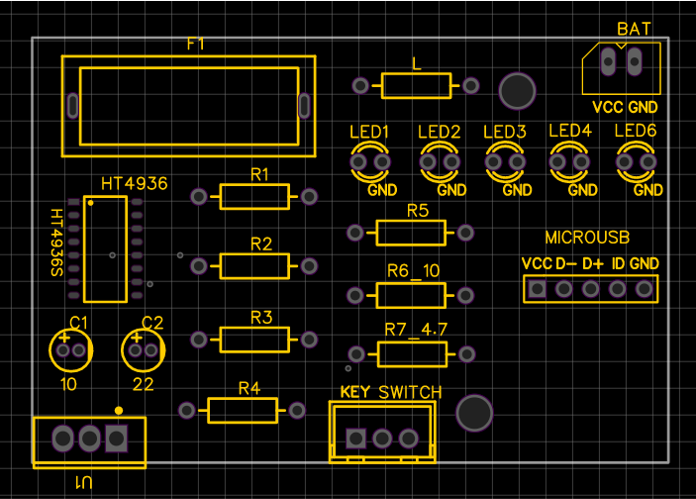 F1
BAT
L
VCC GND
LED1 LED2 LED3 LED4 LED6
GND GND GND GND GND
HT4936
R1
HT4936S
R5
R2
MICROUSB
VCC D- D+ ID GND
R6_10
C1 C2
R3
R7_4.7
10 22
R4
KEY SWITCH
U1